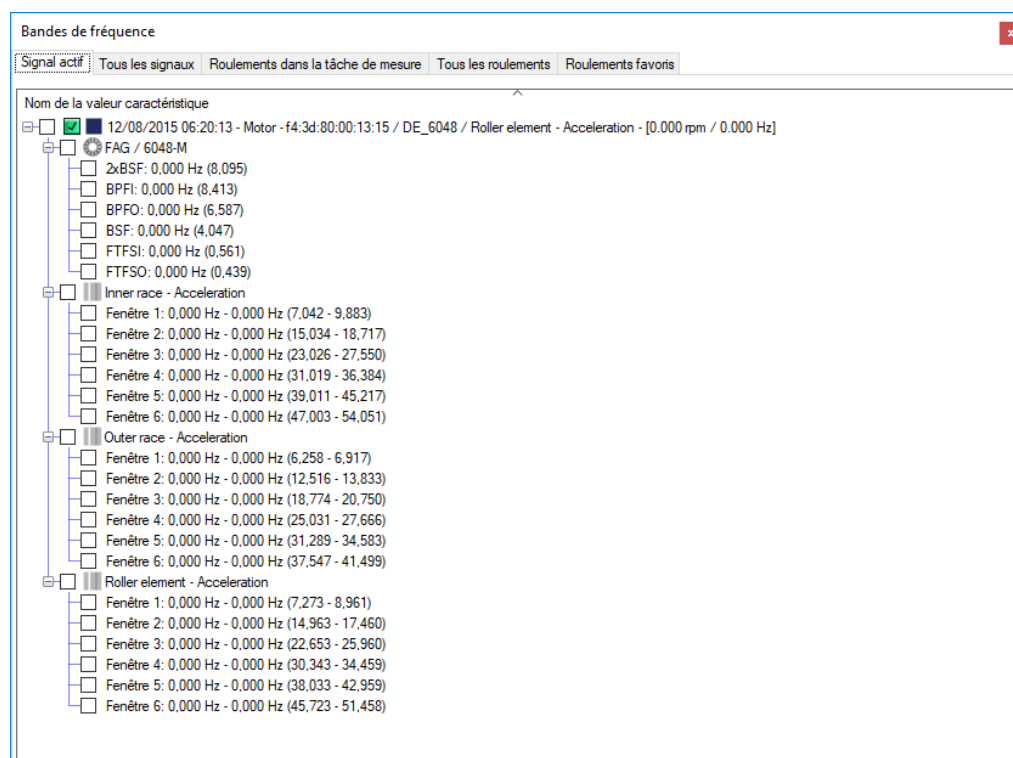 Bandes de fréquence
Signal actif Tous les signaux Roulements dans la tâche de mesure Tous les roulements Roulements favoris
Nom de la valeur caractéristique
12/08/2015 06:20:13 - Motor - f4:3d:80:00:13:15 / DE_6048 / Roller element - Acceleration - [0.000 rpm / 0.000 Hz]
FAG / 6048-M
2xBSF: 0,000 Hz (8,095)
BPFI: 0,000 Hz (8,413)
BPFO: 0,000 Hz (6,587)
BSF: 0,000 Hz (4,047)
FTFSI: 0,000 Hz (0,561)
FTFSO: 0,000 Hz (0,439)
Inner race - Acceleration
Fenêtre 1: 0,000 Hz - 0,000 Hz (7,042 - 9,883)
Fenêtre 2: 0,000 Hz - 0,000 Hz (15,034 - 18,717)
Fenêtre 3: 0,000 Hz - 0,000 Hz (23,026 - 27,550)
Fenêtre 4: 0,000 Hz - 0,000 Hz (31,019 - 36,384)
Fenêtre 5: 0,000 Hz - 0,000 Hz (39,011 - 45,217)
Fenêtre 6: 0,000 Hz - 0,000 Hz (47,003 - 54,051)
Outer race - Acceleration
Fenêtre 1: 0,000 Hz - 0,000 Hz (6,258 - 6,917)
Fenêtre 2: 0,000 Hz - 0,000 Hz (12,516 - 13,833)
Fenêtre 3: 0,000 Hz - 0,000 Hz (18,774 - 20,750)
Fenêtre 4: 0,000 Hz - 0,000 Hz (25,031 - 27,666)
Fenêtre 5: 0,000 Hz - 0,000 Hz (31,289 - 34,583)
Fenêtre 6: 0,000 Hz - 0,000 Hz (37,547 - 41,499)
Roller element - Acceleration
Fenêtre 1: 0,000 Hz - 0,000 Hz (7,273 - 8,961)
Fenêtre 2: 0,000 Hz - 0,000 Hz (14,963 - 17,460)
Fenêtre 3: 0,000 Hz - 0,000 Hz (22,653 - 25,960)
Fenêtre 4: 0,000 Hz - 0,000 Hz (30,343 - 34,459)
Fenêtre 5: 0,000 Hz - 0,000 Hz (38,033 - 42,959)
Fenêtre 6: 0,000 Hz - 0,000 Hz (45,723 - 51,458)